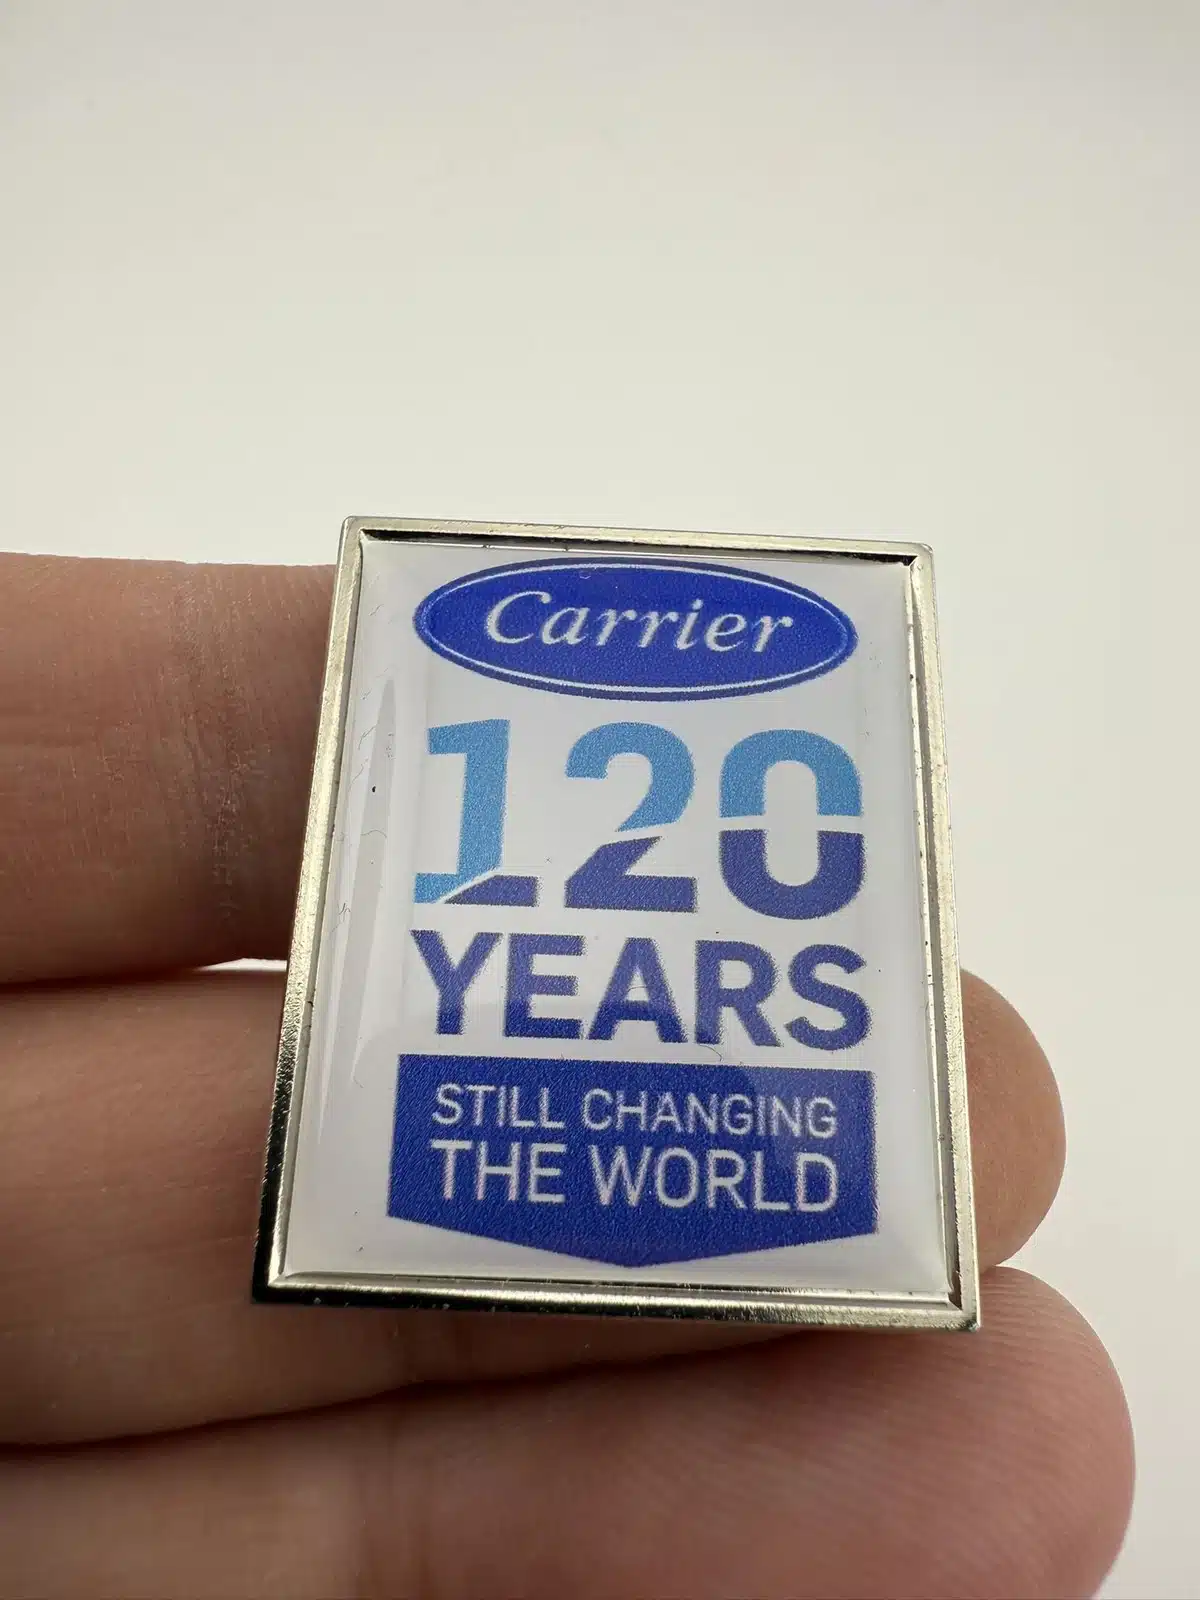 Carrier
120
YEARS
STILL CHANGING
THE WORLD